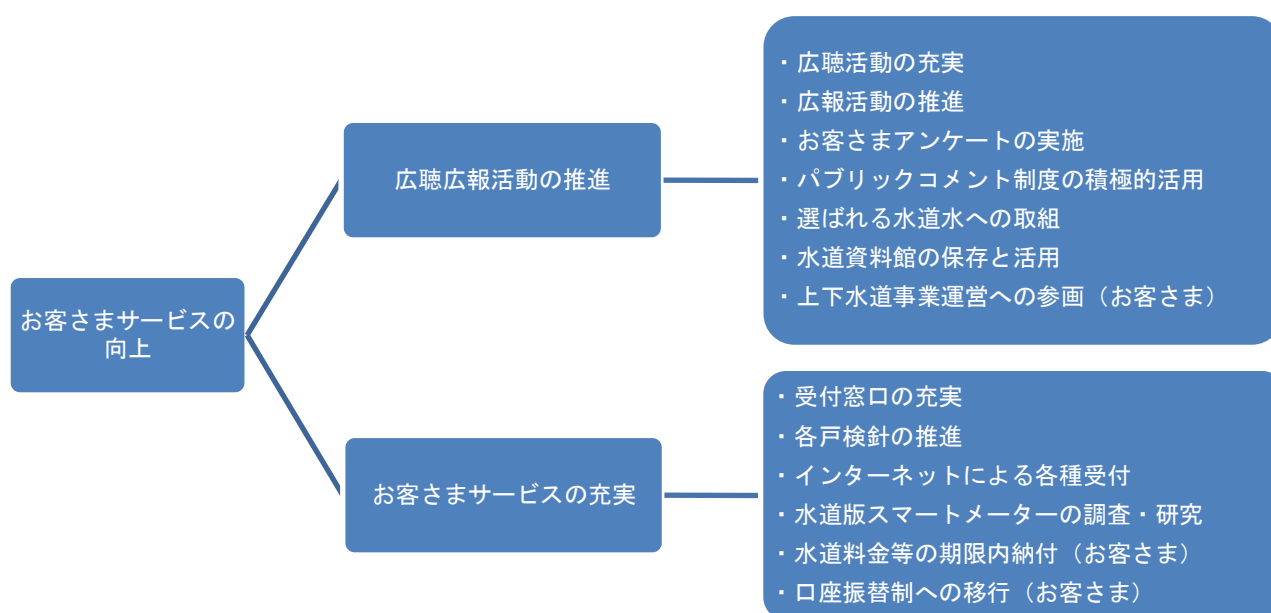 お客さまサービスの
向上
広聴広報活動の推進
・広聴活動の充実
・広報活動の推進
・お客さまアンケートの実施
・パブリックコメント制度の積極的活用
・選ばれる水道水への取組
・水道資料館の保存と活用
・上下水道事業運営への参画（お客さま）
お客さまサービスの充実
・受付窓口の充実
・各戸検針の推進
・インターネットによる各種受付
・水道版スマートメーターの調査・研究
・水道料金等の期限内納付（お客さま）
・口座振替制への移行（お客さま）